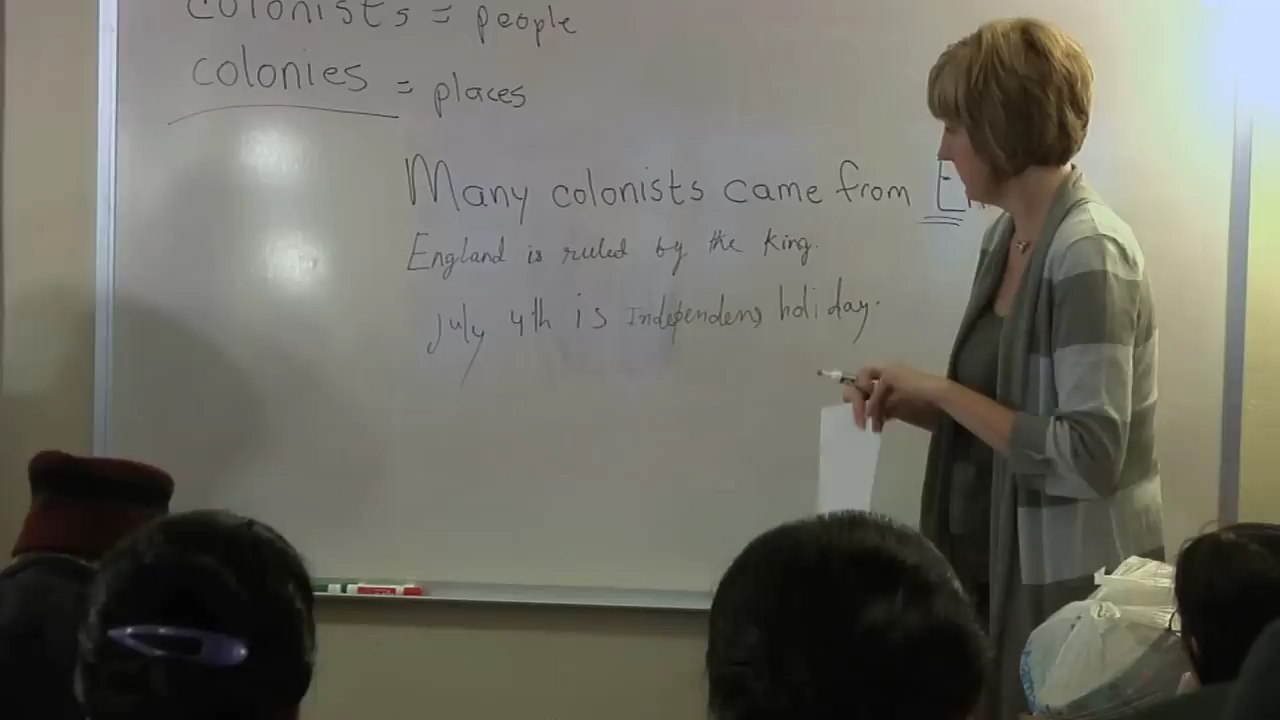 colonists = people
colonies = places
Many colonists came from En
England is ruled by the king.
July 4th is Independens holiday.